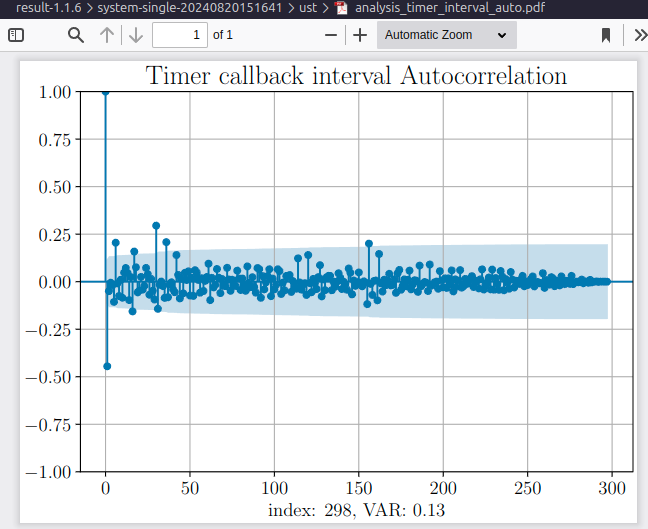 result-1.1.6 > system-single-20240820151641 > ust > analysis_timer_interval_auto.pdf
1 of 1 Automatic Zoom
Timer callback interval Autocorrelation
1.00
0.75
0.50
0.25
0.00
−0.25
−0.50
−0.75
−1.00
0 50 100 150 200 250 300
index: 298, VAR: 0.13